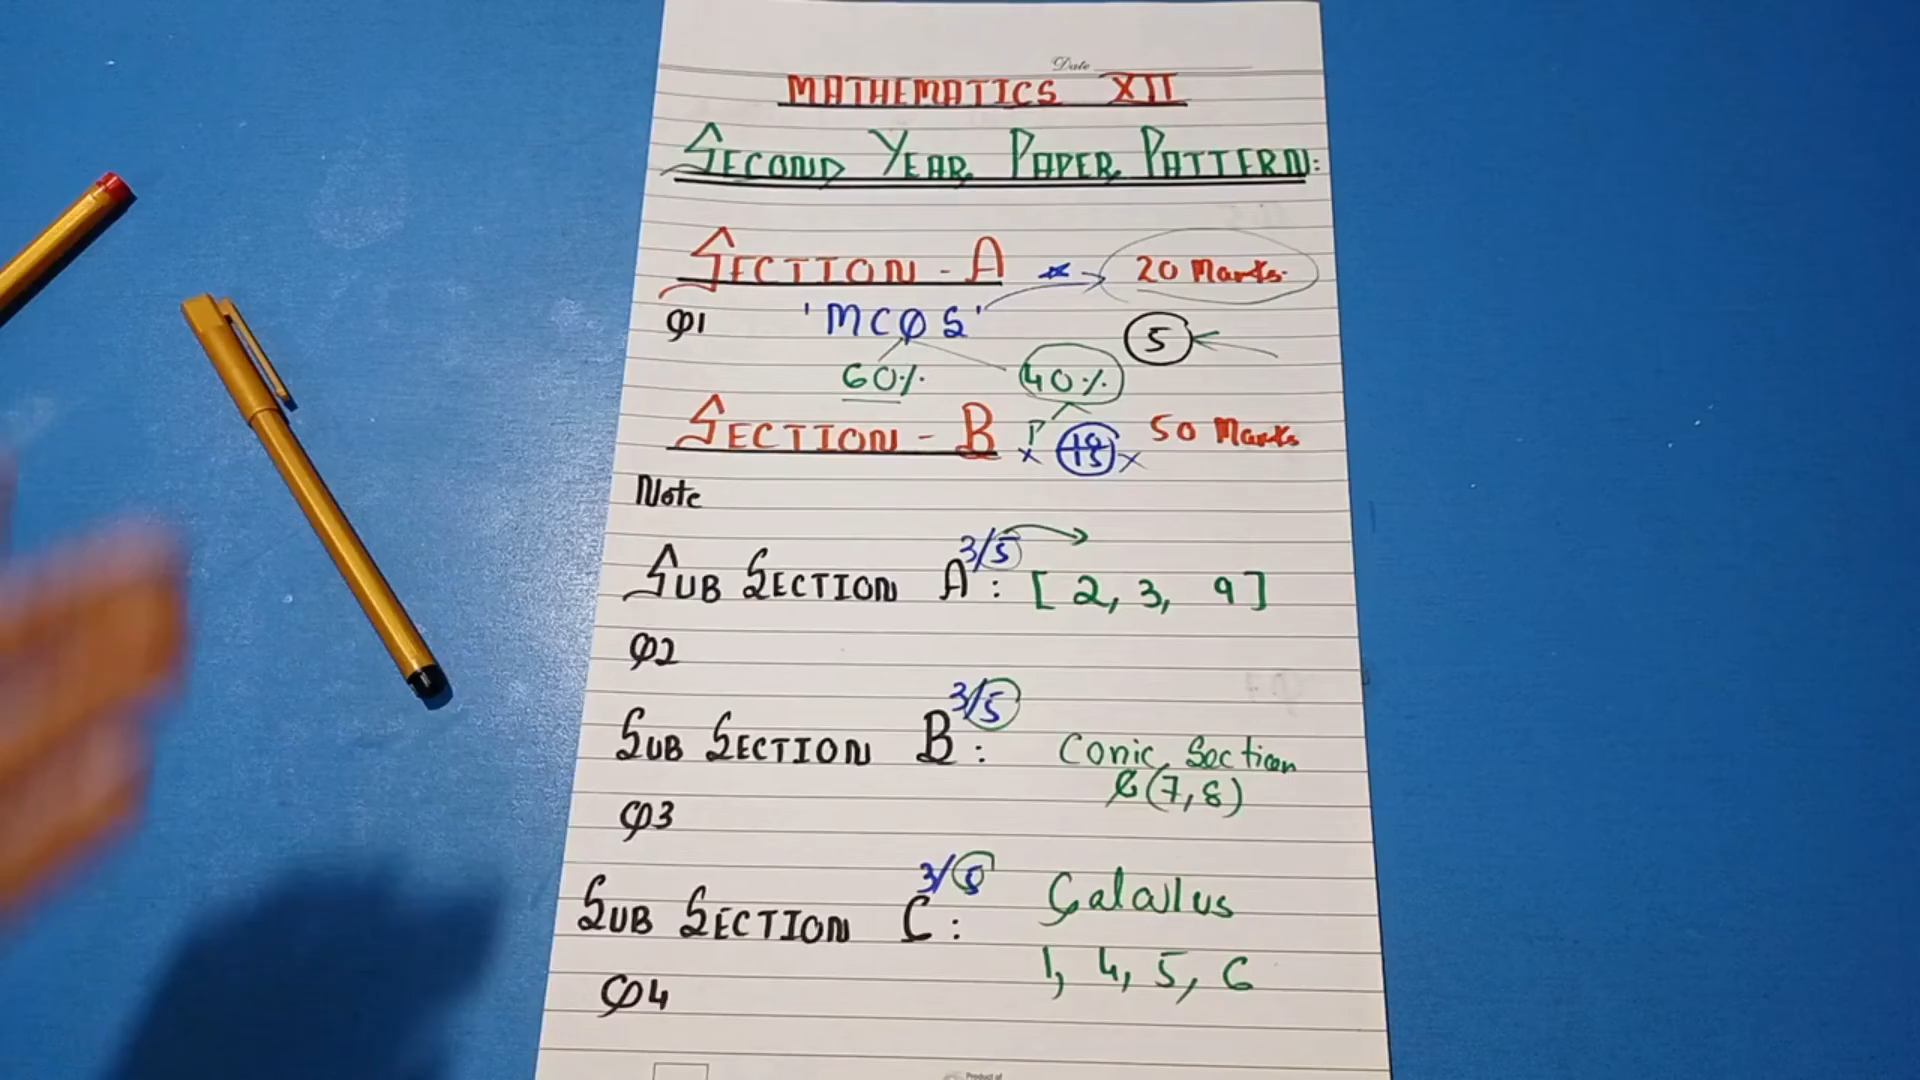 Date
MATHEMATICS XII
SECOND YEAR PAPER PATTERN:
SECTION - A 20 Marks
Q1 'MCQS' 5
60% 40%
SECTION - B 50 Marks
Note
3/5
SUB SECTION A: [2, 3, 9]
Q2
3/5
SUB SECTION B: Conic Section
(7,8)
Q3
3/5
SUB SECTION C: Calculus
1, 4, 5, 6
Q4
Product of